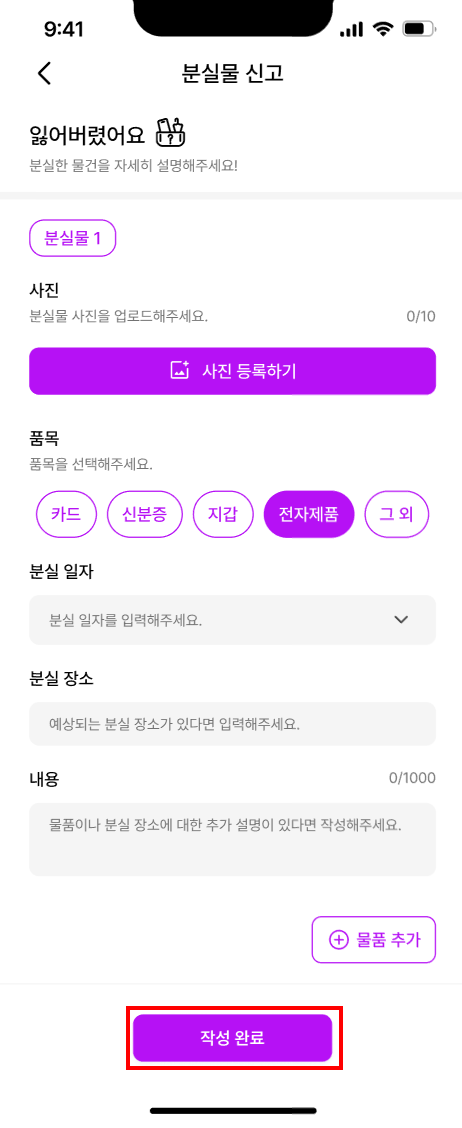 9:41
분실물 신고
잃어버렸어요
분실한 물건을 자세히 설명해주세요!
분실물 1
사진
분실물 사진을 업로드해주세요. 0/10
사진 등록하기
품목
품목을 선택해주세요.
카드 신분증 지갑 전자제품 그 외
분실 일자
분실 일자를 입력해주세요.
분실 장소
예상되는 분실 장소가 있다면 입력해주세요.
내용 0/1000
물품이나 분실 장소에 대한 추가 설명이 있다면 작성해주세요.
물품 추가
작성 완료